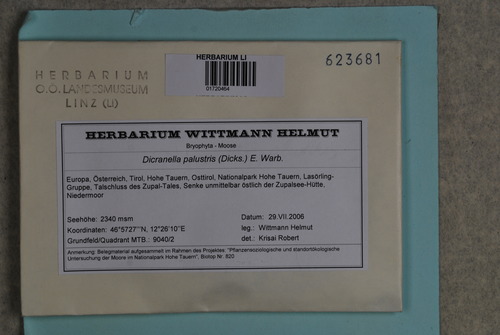 HERBARIUM
O.O. LANDESMUSEUM
LINZ (LI)
HERBARIUM LI
01720464
623681
HERBARIUM WITTMANN HELMUT
Bryophyta - Moose
Dicranella palustris (Dicks.) E. Warb.
Europa, Österreich, Tirol, Hohe Tauern, Osttirol, Nationalpark Hohe Tauern, Lasörling-
Gruppe, Talschluss des Zupal-Tales, Senke unmittelbar östlich der Zupalsee-Hütte,
Niedermoor
Seehöhe: 2340 msm
Datum: 29.VII.2006
Koordinaten: 46°57'27''N, 12°26'10''E
leg.: Wittmann Helmut
Grundfeld/Quadrant MTB.: 9040/2
det.: Krisai Robert
Anmerkung: Belegmaterial aufgesammelt im Rahmen des Projektes: "Pflanzensoziologische und standortökologische
Untersuchung der Moore im Nationalpark Hohe Tauern", Biotop Nr. 820